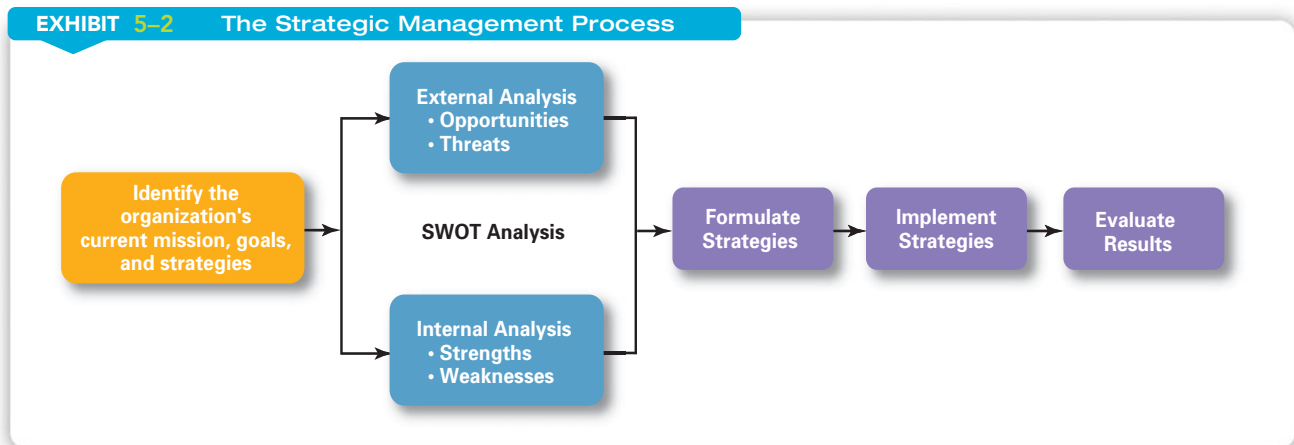 EXHIBIT 5–2 The Strategic Management Process
Identify the
organization's
current mission, goals,
and strategies
External Analysis
• Opportunities
• Threats
SWOT Analysis
Internal Analysis
• Strengths
• Weaknesses
Formulate
Strategies
Implement
Strategies
Evaluate
Results